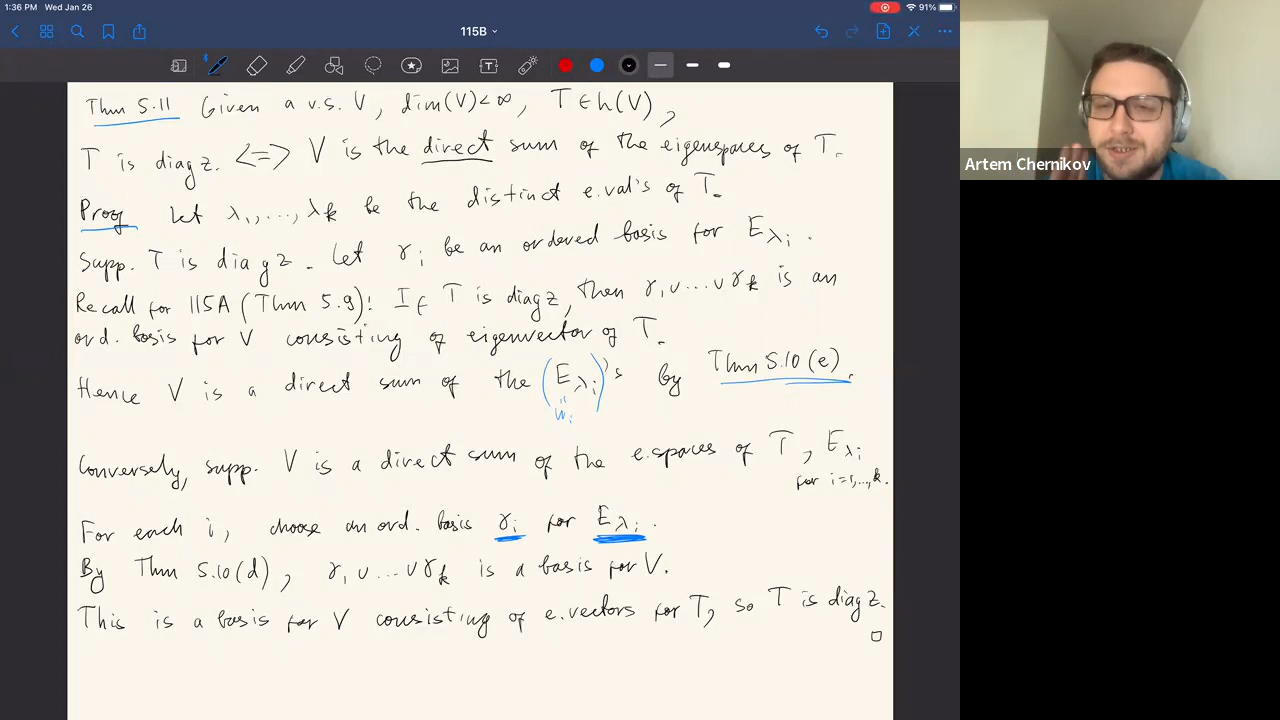 1:36 PM Wed Jan 26
91%
115B
Thm 5.11 Given a v.s. V, dim(V)<∞, T∈L(V),
T is diagz. <=> V is the direct sum of the eigenspaces of T.
Proof Let λ1,...,λk be the distinct e.val's of T.
Supp. T is diagz. Let γi be an ordered basis for Eλi.
Recall for 115A (Thm 5.9): If T is diagz, then γ1∪...∪γk is an
ord. basis for V consisting of eigenvector of T.
Hence V is a direct sum of the (Eλi)'s by Thm 5.10(e).
"
Wi
Conversely, supp. V is a direct sum of the e.spaces of T, Eλi
for i=1,...,k.
For each i, choose an ord. basis γi for Eλi.
By Thm 5.10(d), γ1∪...∪γk is a basis for V.
This is a basis for V consisting of e.vectors for T, so T is diagz.
□
Artem Chernikov